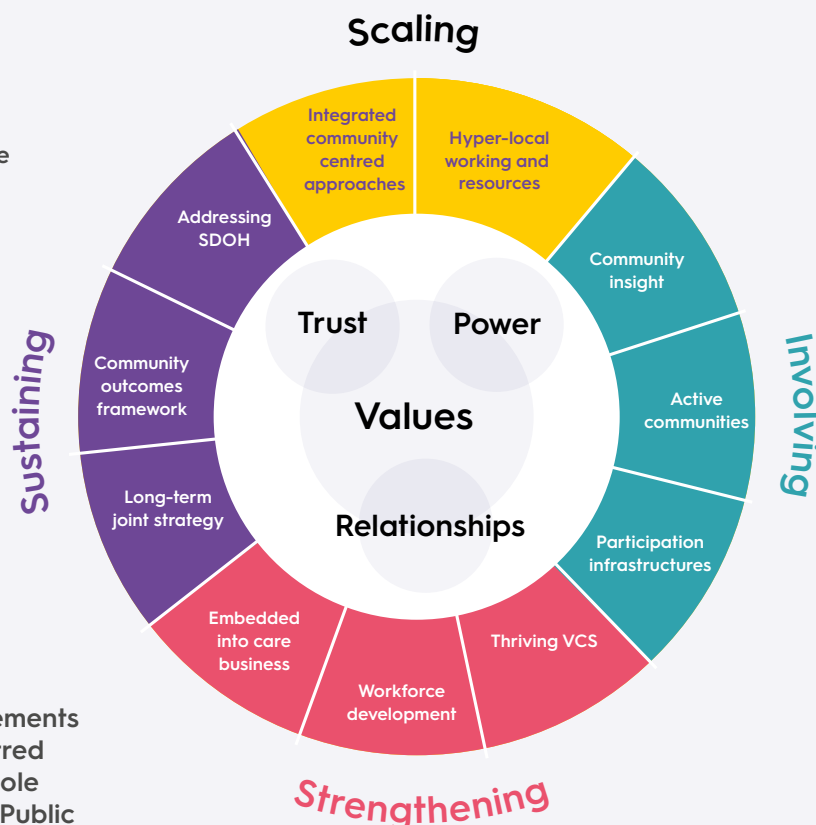 Scaling
e
Integrated
community
centred
approaches
Hyper-local
working and
resources
Addressing
SDOH
Community
insight
Trust
Power
Sustaining
Involving
Community
outcomes
framework
Values
Active
communities
Long-term
joint strategy
Relationships
Participation
infrastructures
Embedded
into care
business
Thriving VCS
Workforce
development
ements
red
ole
Public
Strengthening